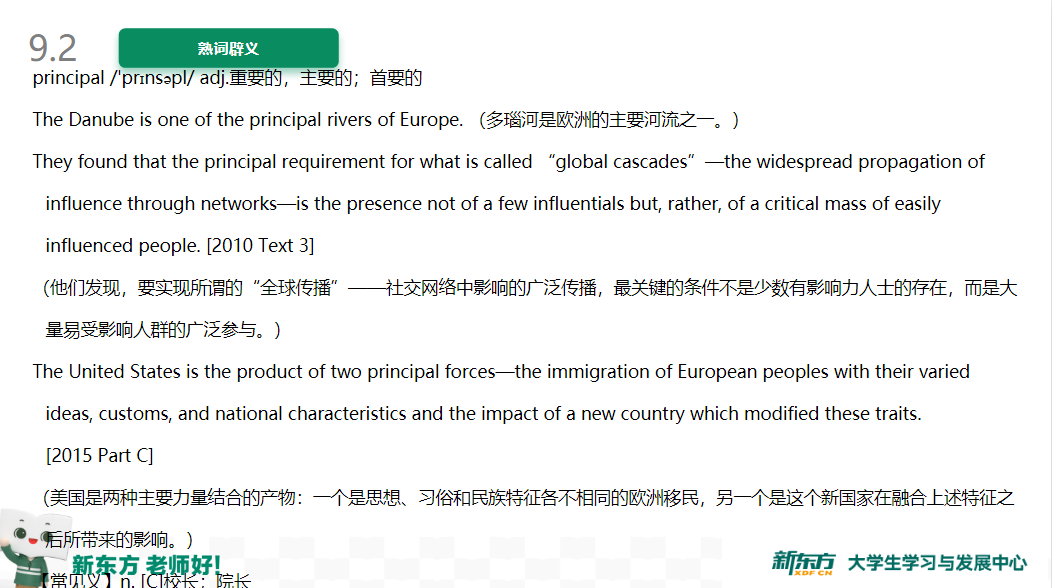 9.2
熟词辟义
principal /ˈprɪnsəpl/ adj.重要的，主要的；首要的
The Danube is one of the principal rivers of Europe. （多瑙河是欧洲的主要河流之一。）
They found that the principal requirement for what is called “global cascades”—the widespread propagation of
influence through networks—is the presence not of a few influentials but, rather, of a critical mass of easily
influenced people. [2010 Text 3]
(他们发现，要实现所谓的“全球传播”——社交网络中影响的广泛传播，最关键的条件不是少数有影响力人士的存在，而是大
量易受影响人群的广泛参与。）
The United States is the product of two principal forces—the immigration of European peoples with their varied
ideas, customs, and national characteristics and the impact of a new country which modified these traits.
[2015 Part C]
(美国是两种主要力量结合的产物：一个是思想、习俗和民族特征各不相同的欧洲移民，另一个是这个新国家在融合上述特征之
后所带来的影响。）
新东方 老师好!
【常见义】n. [C]校长；院长
新东方 XDF.CN 大学生学习与发展中心